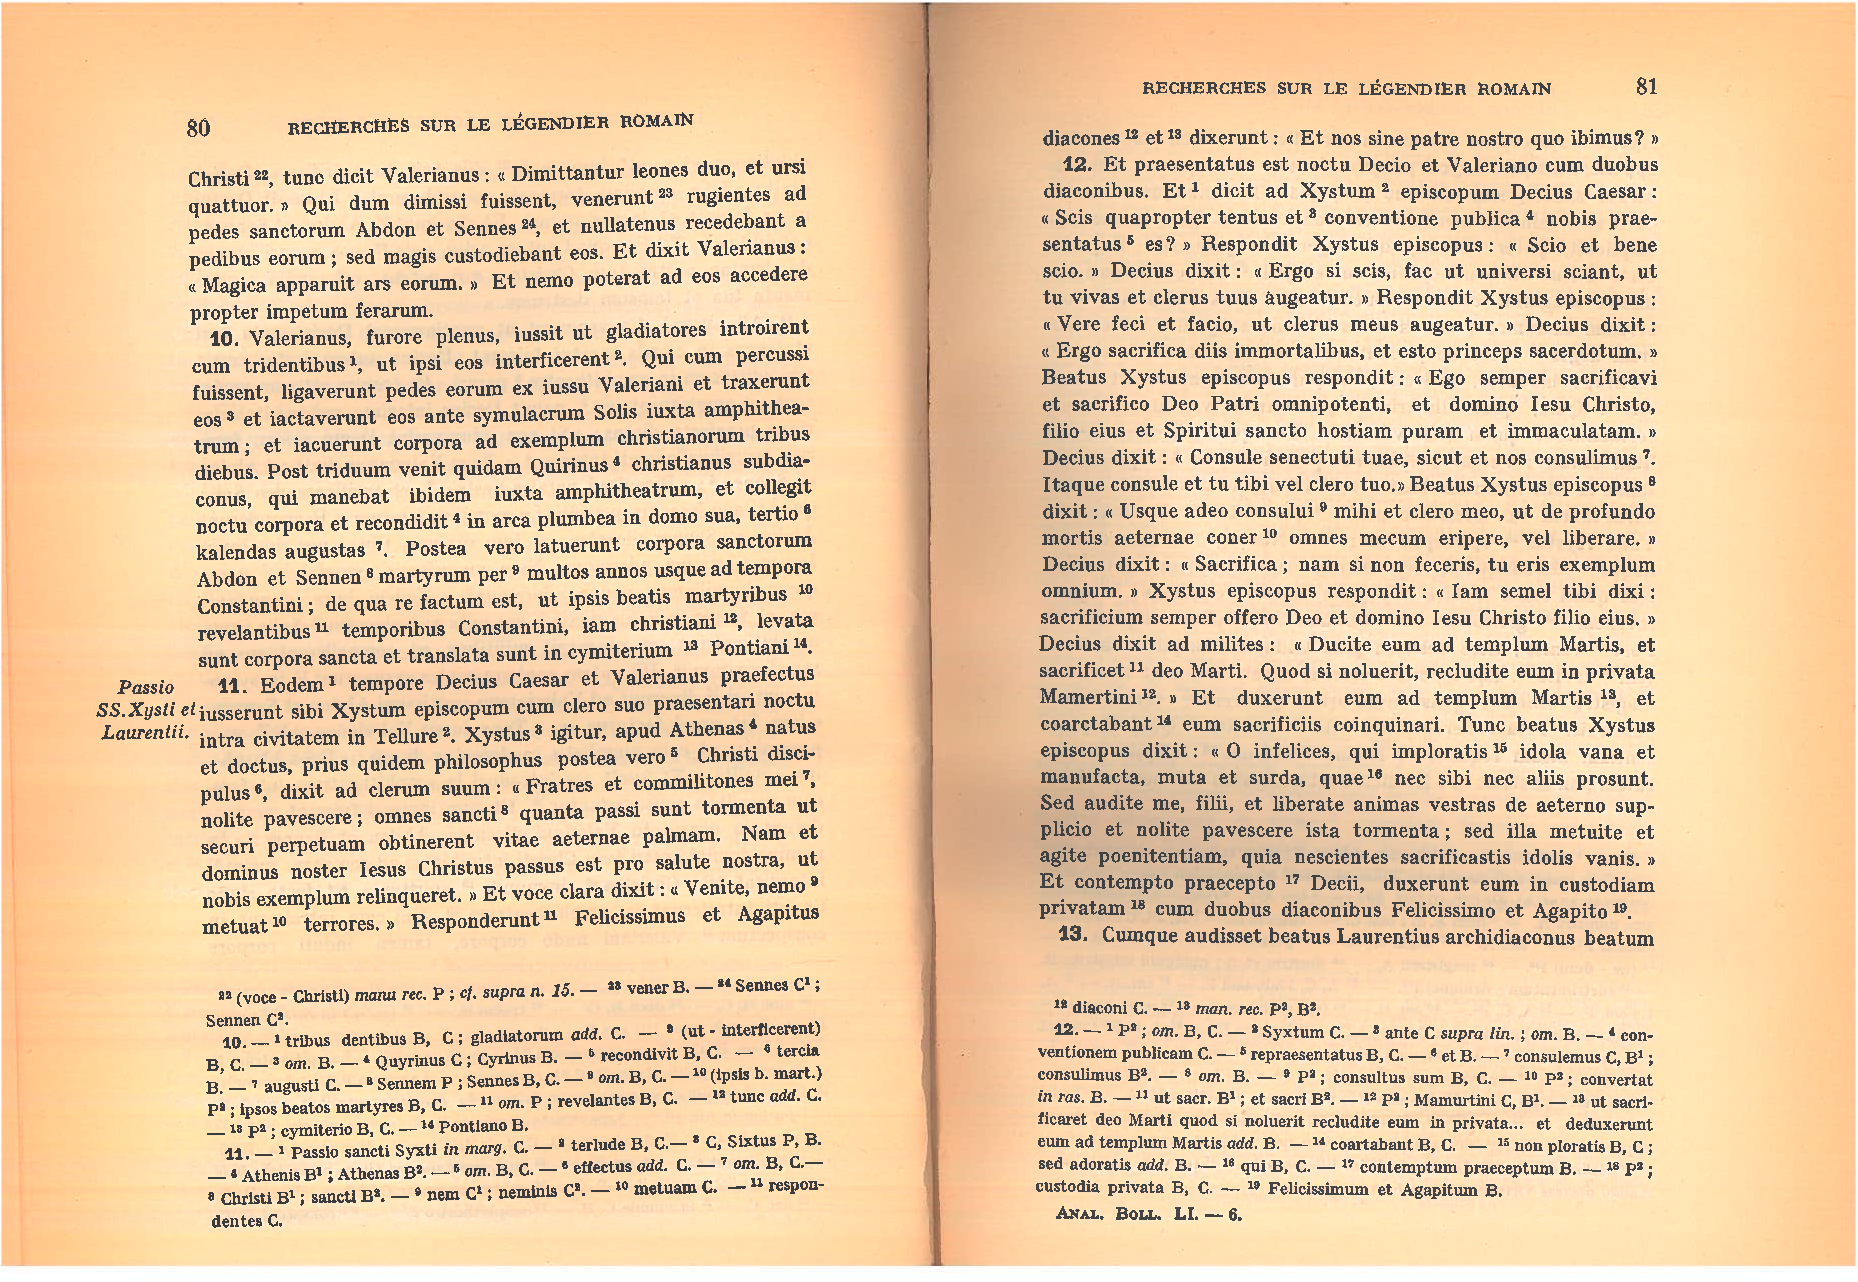 80 RECHERCHES SUR LE LÉGENDIER ROMAIN
Christi ²², tunc dicit Valerianus : « Dimittantur leones duo, et ursi
quattuor. » Qui dum dimissi fuissent, venerunt ²³ rugientes ad
pedes sanctorum Abdon et Sennes ²⁴, et nullatenus recedebant a
pedibus eorum ; sed magis custodiebant eos. Et dixit Valerianus :
« Magica apparuit ars eorum. » Et nemo poterat ad eos accedere
propter impetum ferarum.
10. Valerianus, furore plenus, iussit ut gladiatores introirent
cum tridentibus ¹, ut ipsi eos interficerent ². Qui cum percussi
fuissent, ligaverunt pedes eorum ex iussu Valeriani et traxerunt
eos ³ et iactaverunt eos ante symulacrum Solis iuxta amphithea-
trum ; et iacuerunt corpora ad exemplum christianorum tribus
diebus. Post triduum venit quidam Quirinus ⁴ christianus subdia-
conus, qui manebat ibidem iuxta amphitheatrum, et collegit
noctu corpora et recondidit ⁴ in arca plumbea in domo sua, tertio ⁶
kalendas augustas ⁷. Postea vero latuerunt corpora sanctorum
Abdon et Sennen ⁸ martyrum per ⁹ multos annos usque ad tempora
Constantini ; de qua re factum est, ut ipsis beatis martyribus ¹⁰
revelantibus ¹¹ temporibus Constantini, iam christiani ¹², levata
sunt corpora sancta et translata sunt in cymiterium ¹³ Pontiani ¹⁴.
Passio
SS. Xysti et
Laurentii.
11. Eodem ¹ tempore Decius Caesar et Valerianus praefectus
iusserunt sibi Xystum episcopum cum clero suo praesentari noctu
intra civitatem in Tellure ². Xystus ³ igitur, apud Athenas ⁴ natus
et doctus, prius quidem philosophus postea vero ⁵ Christi disci-
pulus ⁶, dixit ad clerum suum : « Fratres et commilitones mei ⁷,
nolite pavescere ; omnes sancti ⁸ quanta passi sunt tormenta ut
securi perpetuam obtinerent vitae aeternae palmam. Nam et
dominus noster Iesus Christus passus est pro salute nostra, ut
nobis exemplum relinqueret. » Et voce clara dixit : « Venite, nemo ⁹
metuat ¹⁰ terrores. » Responderunt ¹¹ Felicissimus et Agapitus
²² (voce - Christi) manu rec. P ; cf. supra n. 15. — ²³ vener B. — ²⁴ Sennes C¹ ;
Sennen C².
10. — ¹ tribus dentibus B, C ; gladiatorum add. C. — ² (ut - interficerent)
B, C. — ³ om. B. — ⁴ Quyrinus C ; Cyrinus B. — ⁵ recondivit B, C. — ⁶ tercia
B. — ⁷ augusti C. — ⁸ Sennem P ; Sennes B, C. — ⁹ om. B, C. — ¹⁰ (ipsis b. mart.)
P² ; ipsos beatos martyres B, C. — ¹¹ om. P ; revelantes B, C. — ¹² tunc add. C.
— ¹³ P² ; cymiterio B, C. — ¹⁴ Pontiano B.
11. — ¹ Passio sancti Syxti in marg. C. — ² terlude B, C. — ³ C, Sixtus P, B.
— ⁴ Athenis B¹ ; Athenas B². — ⁵ om. B, C. — ⁶ effectus add. C. — ⁷ om. B, C. —
⁸ Christi B¹ ; sancti B². — ⁹ nem C¹ ; neminis C². — ¹⁰ metuam C. — ¹¹ respon-
dentes C.
RECHERCHES SUR LE LÉGENDIER ROMAIN 81
diacones ¹² et ¹³ dixerunt : « Et nos sine patre nostro quo ibimus? »
12. Et praesentatus est noctu Decio et Valeriano cum duobus
diaconibus. Et ¹ dicit ad Xystum ² episcopum Decius Caesar :
« Scis quapropter tentus et ³ conventione publica ⁴ nobis prae-
sentatus ⁵ es? » Respondit Xystus episcopus : « Scio et bene
scio. » Decius dixit : « Ergo si scis, fac ut universi sciant, ut
tu vivas et clerus tuus augeatur. » Respondit Xystus episcopus :
« Vere feci et facio, ut clerus meus augeatur. » Decius dixit :
« Ergo sacrifica diis immortalibus, et esto princeps sacerdotum. »
Beatus Xystus episcopus respondit : « Ego semper sacrificavi
et sacrifico Deo Patri omnipotenti, et domino Iesu Christo,
filio eius et Spiritui sancto hostiam puram et immaculatam. »
Decius dixit : « Consule senectuti tuae, sicut et nos consulimus ⁷.
Itaque consule et tu tibi vel clero tuo.» Beatus Xystus episcopus ⁸
dixit : « Usque adeo consului ⁹ mihi et clero meo, ut de profundo
mortis aeternae coner ¹⁰ omnes mecum eripere, vel liberare. »
Decius dixit : « Sacrifica ; nam si non feceris, tu eris exemplum
omnium. » Xystus episcopus respondit : « Iam semel tibi dixi :
sacrificium semper offero Deo et domino Iesu Christo filio eius. »
Decius dixit ad milites : « Ducite eum ad templum Martis, et
sacrificet ¹¹ deo Marti. Quod si noluerit, recludite eum in privata
Mamertini ¹². » Et duxerunt eum ad templum Martis ¹³, et
coarctabant ¹⁴ eum sacrificiis coinquinari. Tunc beatus Xystus
episcopus dixit : « O infelices, qui imploratis ¹⁵ idola vana et
manufacta, muta et surda, quae ¹⁶ nec sibi nec aliis prosunt.
Sed audite me, filii, et liberate animas vestras de aeterno sup-
plicio et nolite pavescere ista tormenta ; sed illa metuite et
agite poenitentiam, quia nescientes sacrificastis idolis vanis. »
Et contempto praecepto ¹⁷ Decii, duxerunt eum in custodiam
privatam ¹⁸ cum duobus diaconibus Felicissimo et Agapito ¹⁹.
13. Cumque audisset beatus Laurentius archidiaconus beatum
¹² diaconi C. — ¹³ man. rec. P², B².
12. — ¹ P² ; om. B, C. — ² Syxtum C. — ³ ante C supra lin. ; om. B. — ⁴ con-
ventionem publicam C. — ⁵ repraesentatus B, C. — ⁶ et B. — ⁷ consulemus C, B¹ ;
consulimus B². — ⁸ om. B. — ⁹ P² ; consultus sum B, C. — ¹⁰ P² ; convertat
in ras. B. — ¹¹ ut sacr. B¹ ; et sacri B². — ¹² P² ; Mamurtini C, B¹. — ¹³ ut sacri-
ficaret deo Marti quod si noluerit recludite eum in privata... et deduxerunt
eum ad templum Martis add. B. — ¹⁴ coartabant B, C. — ¹⁵ non ploratis B, C ;
sed adoratis add. B. — ¹⁶ qui B, C. — ¹⁷ contemptum praeceptum B. — ¹⁸ P² ;
custodia privata B, C. — ¹⁹ Felicissimum et Agapitum B.
ANAL. BOLL. LI. — 6.